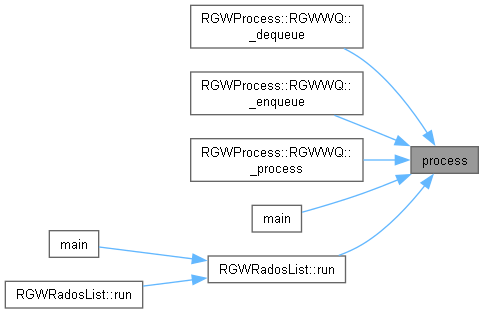 RGWProcess::RGWWQ::
_dequeue
RGWProcess::RGWWQ::
_enqueue
RGWProcess::RGWWQ::
_process
process
main
main
RGWRadosList::run
RGWRadosList::run